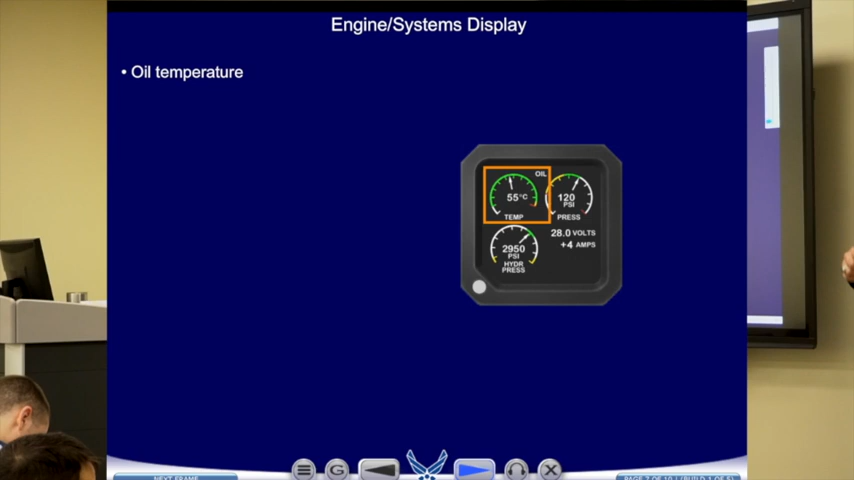 Engine/Systems Display
• Oil temperature
OIL
55°C
TEMP
120
PSI
PRESS
28.0 VOLTS
+4 AMPS
2950
PSI
HYDR
PRESS
G
NEXT FRAME
PAGE 7 OF 10 | (BUILD 1 OF 5)